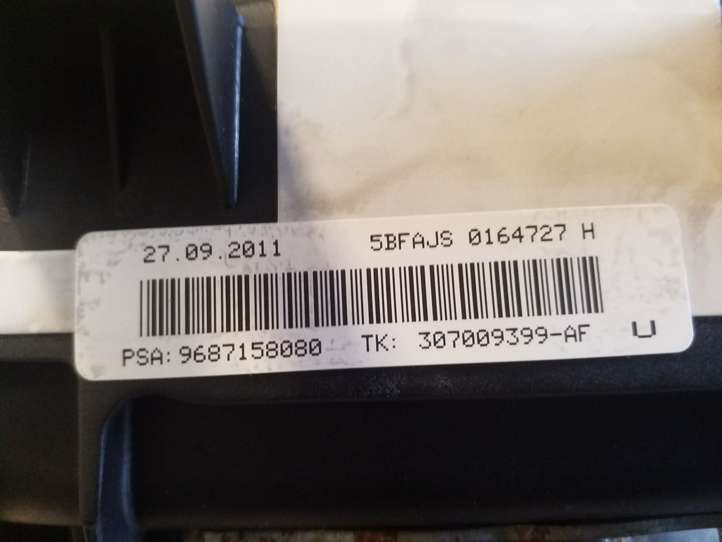 27.09.2011 5BFAJS 0164727 H
PSA: 9687158080 TK: 307009399-AF U